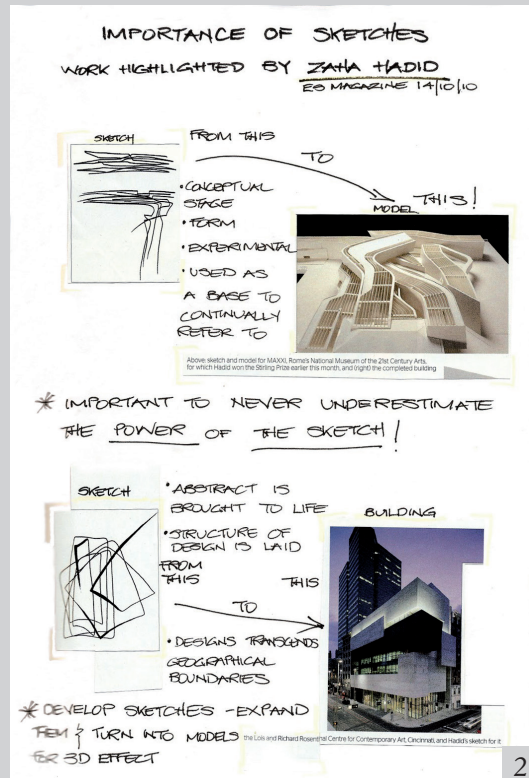 IMPORTANCE OF SKETCHES
WORK HIGHLIGHTED BY ZAHA HADID
ES MAGAZINE 14/10/10
SKETCH
FROM THIS
TO
THIS!
MODEL
• CONCEPTUAL
STAGE
• FORM
• EXPERIMENTAL
• USED AS
A BASE TO
CONTINUALLY
REFER TO
Above: sketch and model for MAXXI, Rome's National Museum of the 21st Century Arts,
for which Hadid won the Stirling Prize earlier this month, and (right) the completed building
* IMPORTANT TO NEVER UNDERESTIMATE
THE POWER OF THE SKETCH!
SKETCH
• ABSTRACT IS
BROUGHT TO LIFE
• STRUCTURE OF
DESIGN IS LAID
FROM
THIS
TO
THIS
BUILDING
• DESIGNS TRANSCENDS
GEOGRAPHICAL
BOUNDARIES
* DEVELOP SKETCHES - EXPAND
THEM & TURN INTO MODELS
FOR 3D EFFECT
the Lois and Richard Rosenthal Centre for Contemporary Art, Cincinnati, and Hadid's sketch for it
2